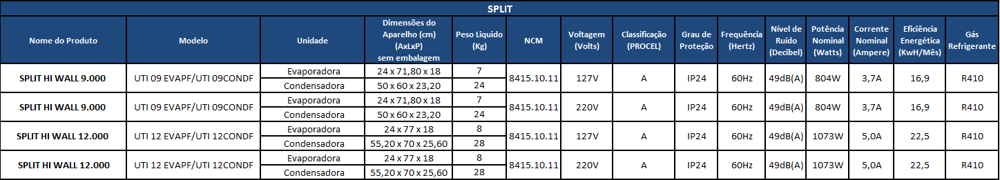 SPLIT
Nome do Produto Modelo Unidade Dimensões do Aparelho (cm) (AxLxP) sem embalagem Peso Liquido (Kg) NCM Voltagem (Volts) Classificação (PROCEL) Grau de Proteção Frequência (Hertz) Nível de Ruído (Decibel) Potência Nominal (Watts) Corrente Nominal (Ampere) Eficiência Energética (KwH/Mês) Gás Refrigerante
SPLIT HI WALL 9.000 UTI 09 EVAPF/UTI 09CONDF Evaporadora 24 x 71,80 x 18 7 8415.10.11 127V A IP24 60Hz 49dB(A) 804W 3,7A 16,9 R410
Condensadora 50 x 60 x 23,20 24
SPLIT HI WALL 9.000 UTI 09 EVAPF/UTI 09CONDF Evaporadora 24 x 71,80 x 18 7 8415.10.11 220V A IP24 60Hz 49dB(A) 804W 3,7A 16,9 R410
Condensadora 50 x 60 x 23,20 24
SPLIT HI WALL 12.000 UTI 12 EVAPF/UTI 12CONDF Evaporadora 24 x 77 x 18 8 8415.10.11 127V A IP24 60Hz 49dB(A) 1073W 5,0A 22,5 R410
Condensadora 55,20 x 70 x 25,60 28
SPLIT HI WALL 12.000 UTI 12 EVAPF/UTI 12CONDF Evaporadora 24 x 77 x 18 8 8415.10.11 220V A IP24 60Hz 49dB(A) 1073W 5,0A 22,5 R410
Condensadora 55,20 x 70 x 25,60 28